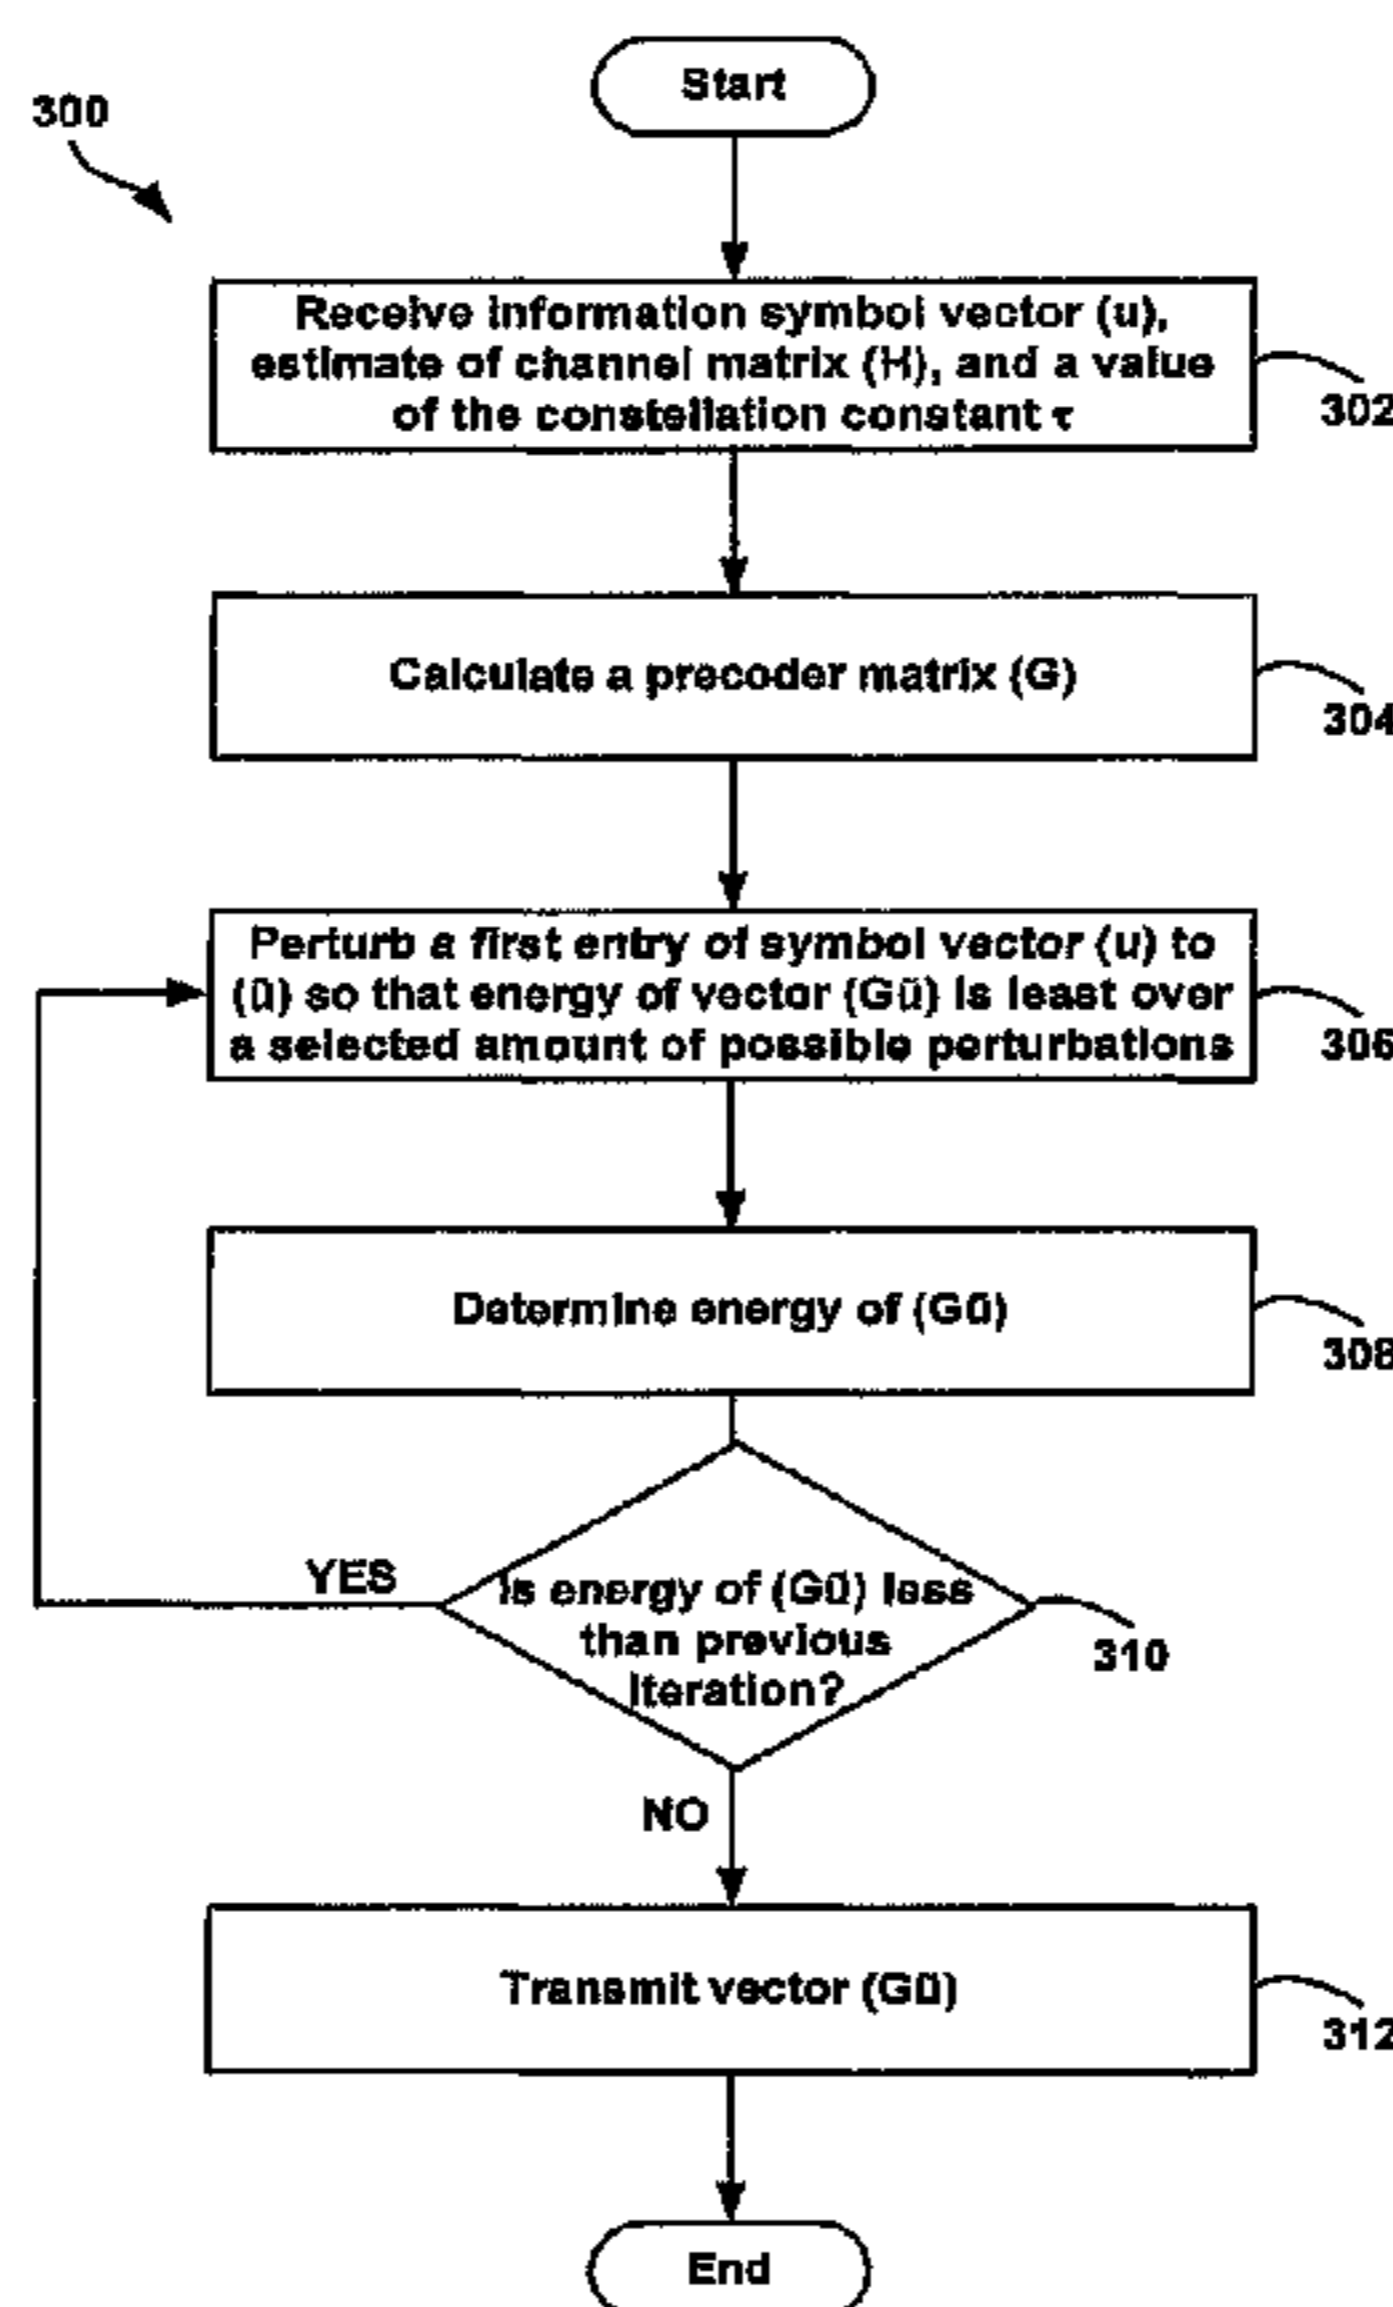 Start
300
Receive information symbol vector (u),
estimate of channel matrix (H), and a value
of the constellation constant τ
302
Calculate a precoder matrix (G)
304
Perturb a first entry of symbol vector (u) to
(ũ) so that energy of vector (Gũ) is least over
a selected amount of possible perturbations
306
Determine energy of (Gũ)
308
YES
Is energy of (Gũ) less
than previous
iteration?
310
NO
Transmit vector (Gũ)
312
End